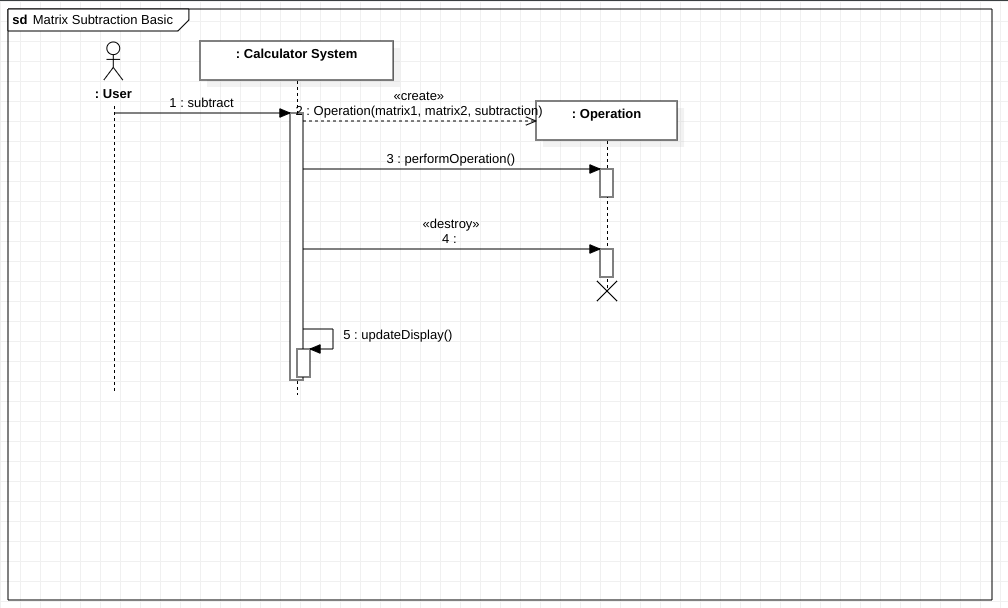 sd Matrix Subtraction Basic
: Calculator System
: User
1 : subtract
«create»
2 : Operation(matrix1, matrix2, subtraction)
: Operation
3 : performOperation()
«destroy»
4 :
5 : updateDisplay()